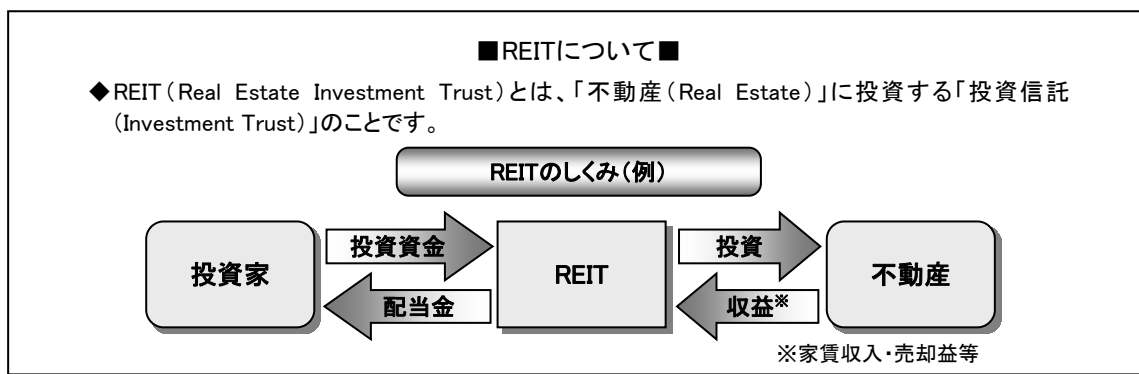 ■REITについて■
◆REIT(Real Estate Investment Trust)とは、「不動産(Real Estate)」に投資する「投資信託
(Investment Trust)」のことです。
REITのしくみ(例)
投資家
投資資金
配当金
REIT
投資
収益※
不動産
※家賃収入・売却益等